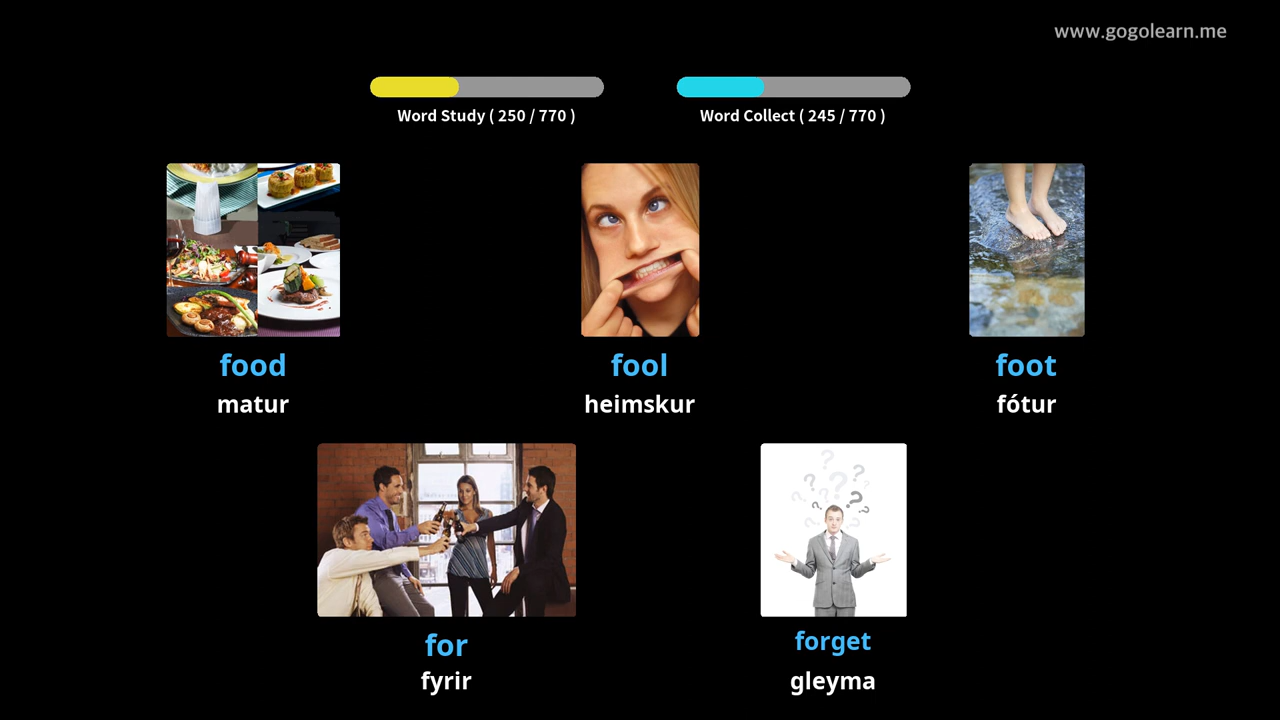 www.gogolearn.me
Word Study ( 250 / 770 )
Word Collect ( 245 / 770 )
food
matur
fool
heimskur
foot
fótur
for
fyrir
forget
gleyma